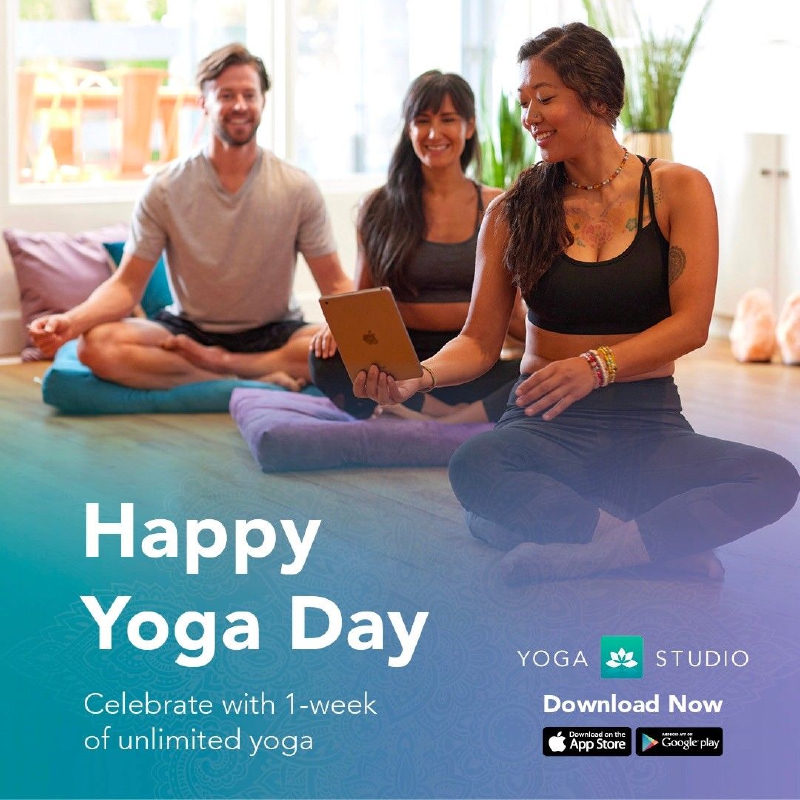 Happy
Yoga Day
Celebrate with 1-week
of unlimited yoga
YOGA STUDIO
Download Now
Download on the
App Store
Google play